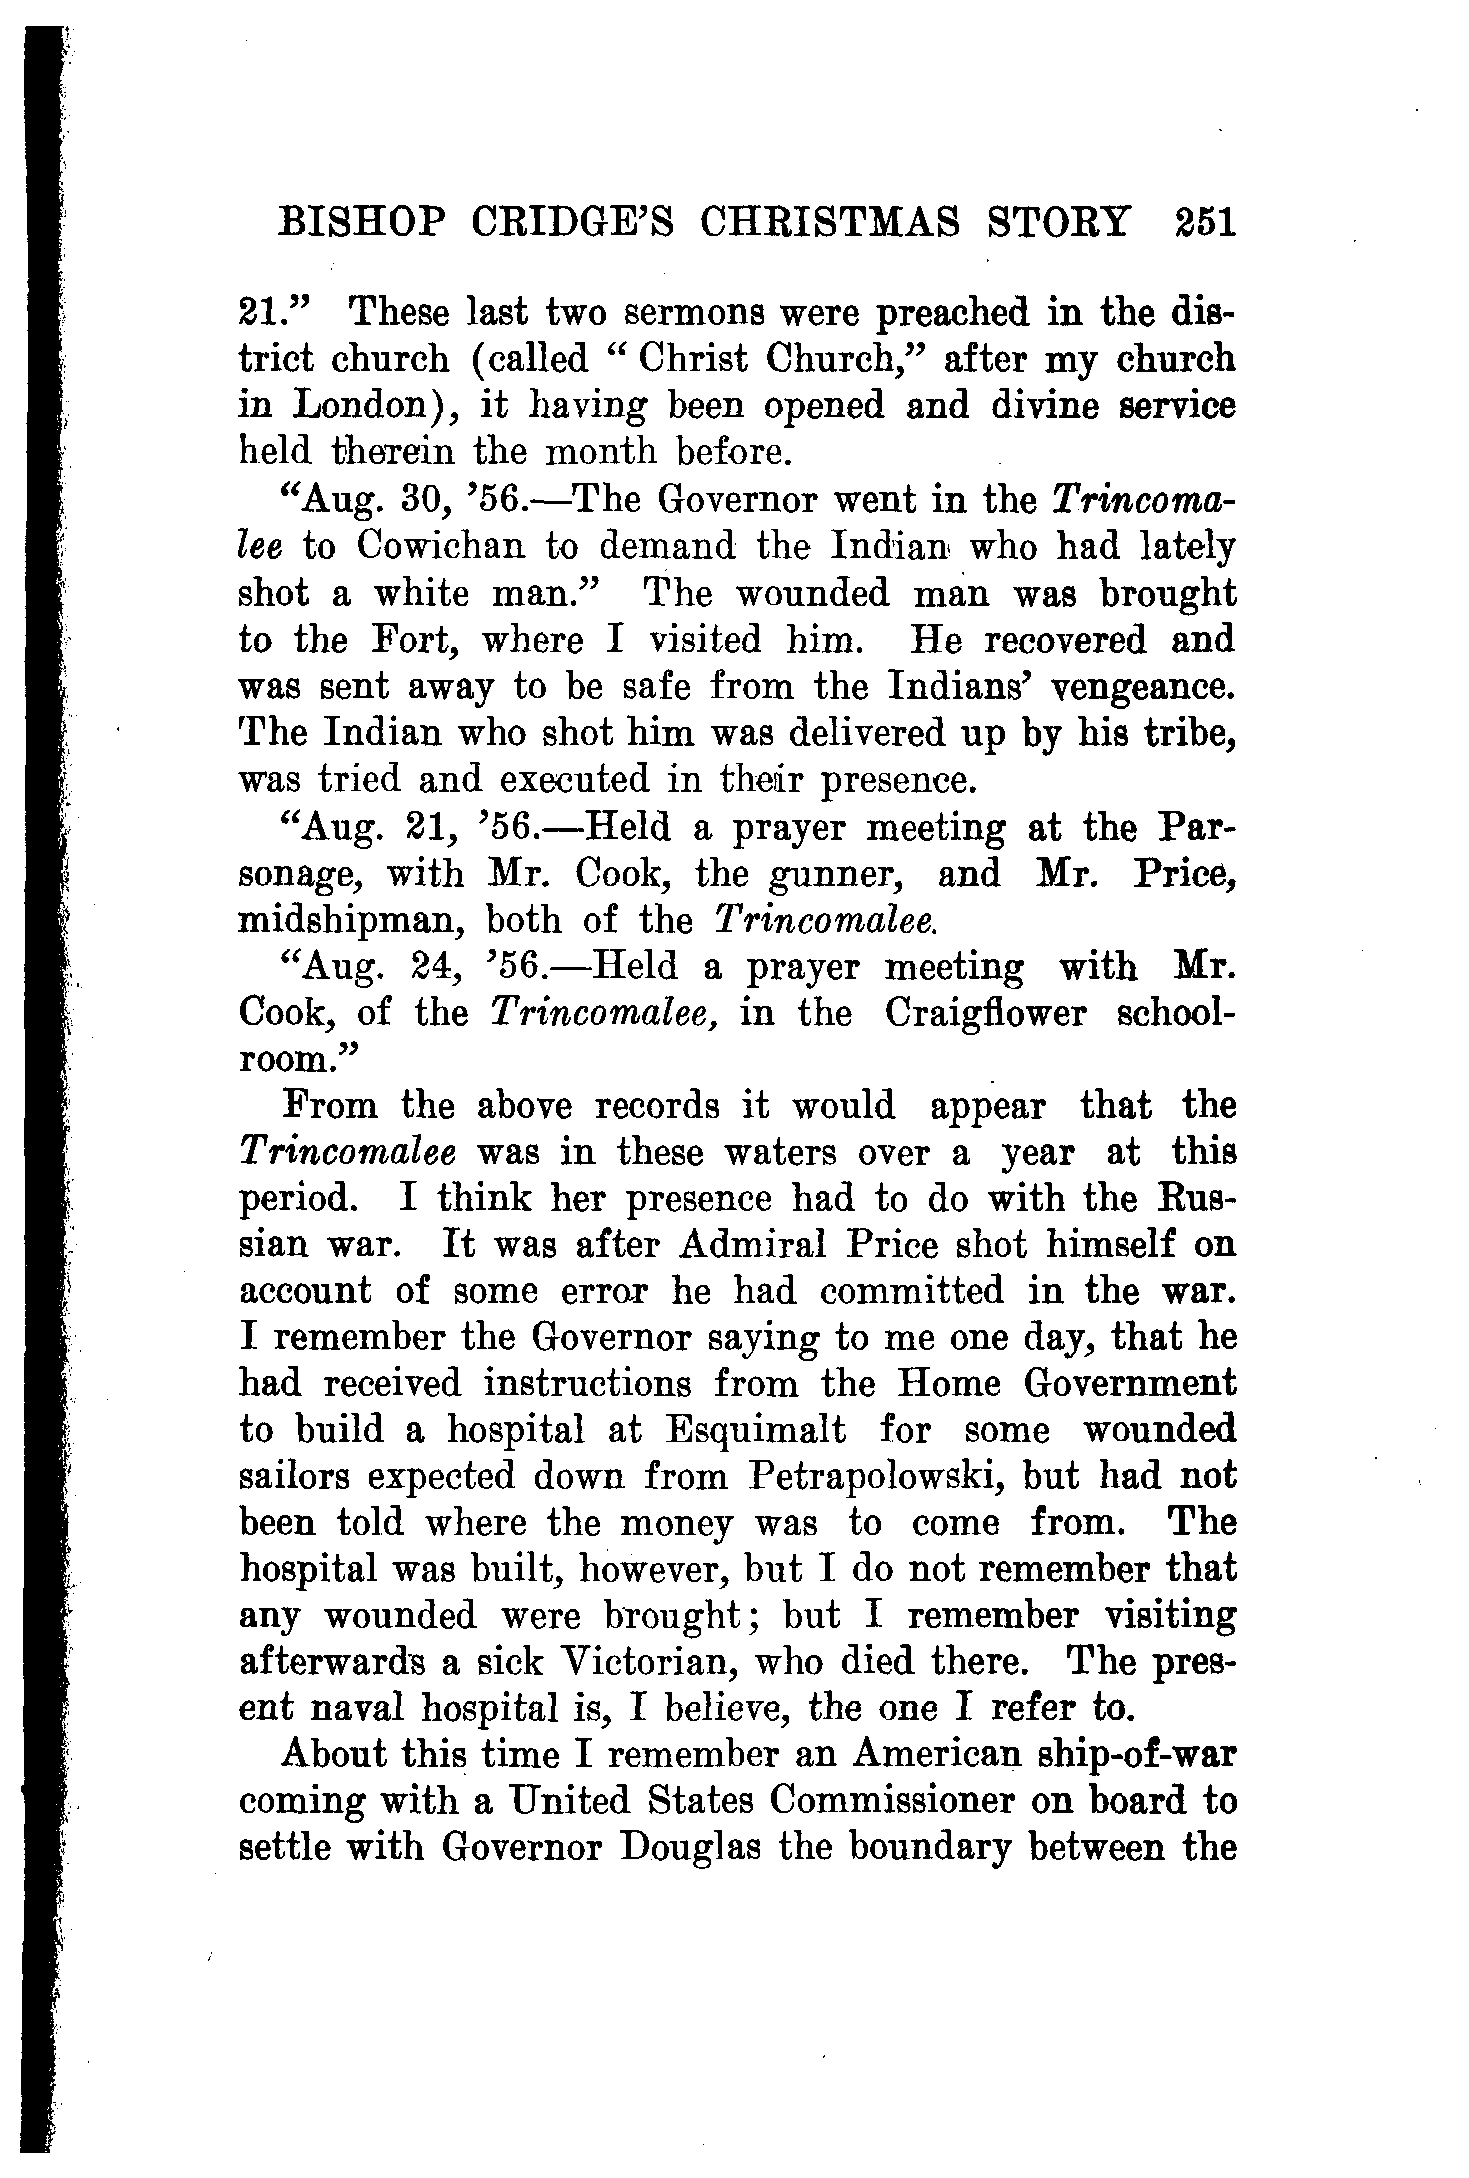 BISHOP CRIDGE'S CHRISTMAS STORY 251
21." These last two sermons were preached in the dis-
trict church (called " Christ Church," after my church
in London), it having been opened and divine service
held therein the month before.
"Aug. 30, '56.—The Governor went in the Trincoma-
lee to Cowichan to demand the Indian who had lately
shot a white man." The wounded man was brought
to the Fort, where I visited him. He recovered and
was sent away to be safe from the Indians' vengeance.
The Indian who shot him was delivered up by his tribe,
was tried and executed in their presence.
"Aug. 21, '56.—Held a prayer meeting at the Par-
sonage, with Mr. Cook, the gunner, and Mr. Price,
midshipman, both of the Trincomalee.
"Aug. 24, '56.—Held a prayer meeting with Mr.
Cook, of the Trincomalee, in the Craigflower school-
room."
From the above records it would appear that the
Trincomalee was in these waters over a year at this
period. I think her presence had to do with the Rus-
sian war. It was after Admiral Price shot himself on
account of some error he had committed in the war.
I remember the Governor saying to me one day, that he
had received instructions from the Home Government
to build a hospital at Esquimalt for some wounded
sailors expected down from Petrapolowski, but had not
been told where the money was to come from. The
hospital was built, however, but I do not remember that
any wounded were brought; but I remember visiting
afterwards a sick Victorian, who died there. The pres-
ent naval hospital is, I believe, the one I refer to.
About this time I remember an American ship-of-war
coming with a United States Commissioner on board to
settle with Governor Douglas the boundary between the